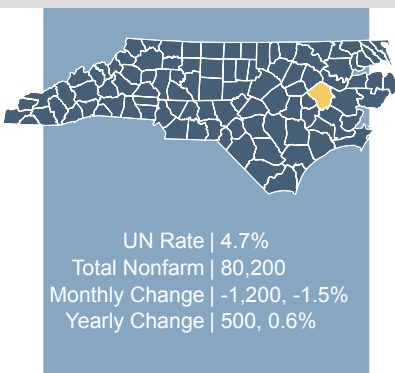 UN Rate | 4.7%
Total Nonfarm | 80,200
Monthly Change | -1,200, -1.5%
Yearly Change | 500, 0.6%